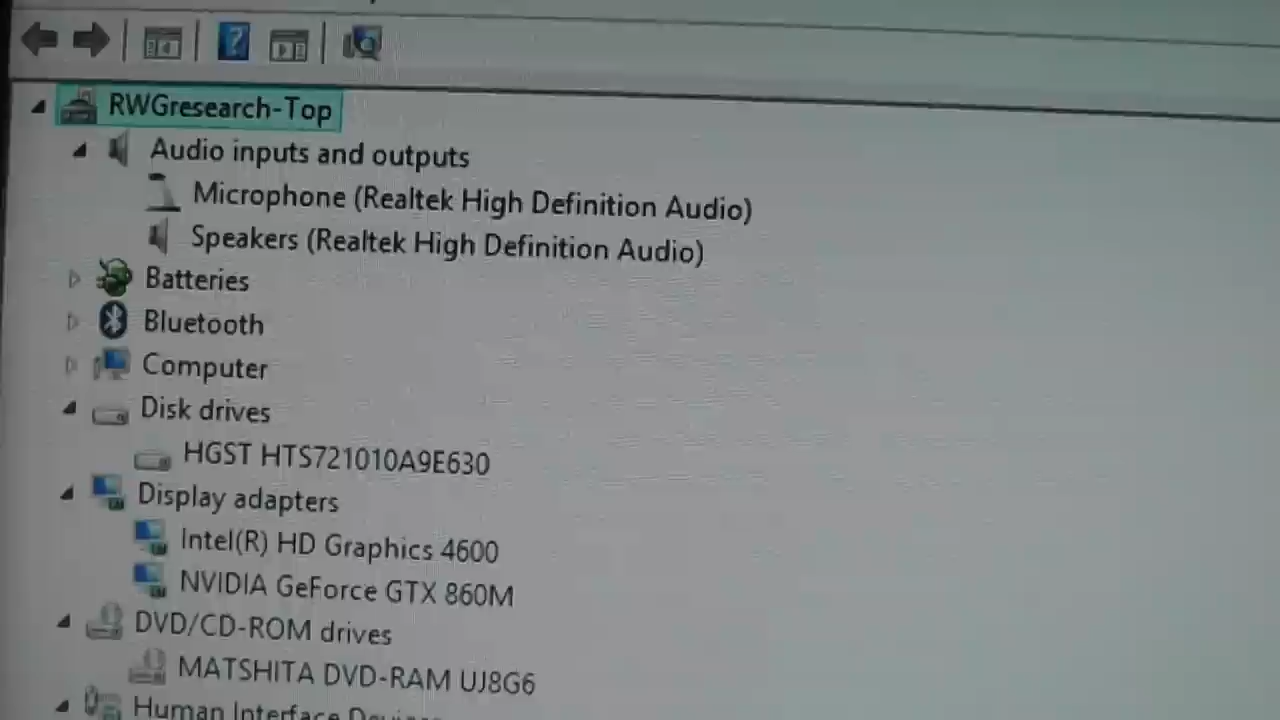 RWGresearch-Top
Audio inputs and outputs
Microphone (Realtek High Definition Audio)
Speakers (Realtek High Definition Audio)
Batteries
Bluetooth
Computer
Disk drives
HGST HTS721010A9E630
Display adapters
Intel(R) HD Graphics 4600
NVIDIA GeForce GTX 860M
DVD/CD-ROM drives
MATSHITA DVD-RAM UJ8G6
Human Interface